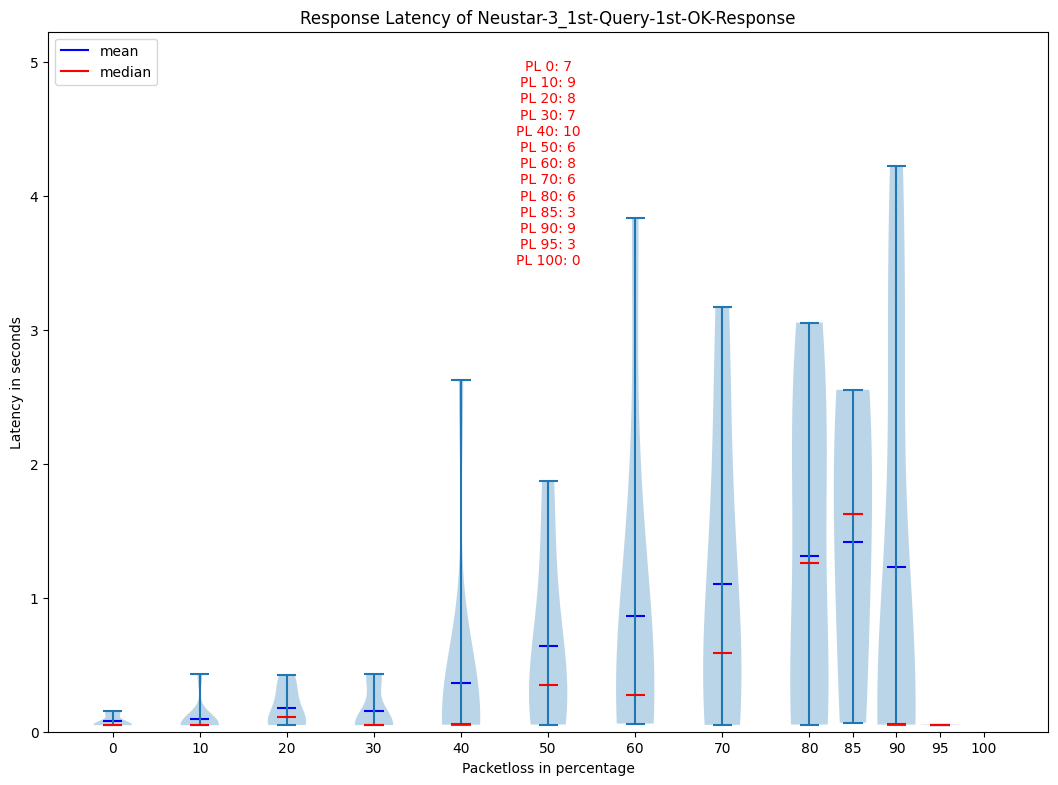 Response Latency of Neustar-3_1st-Query-1st-OK-Response
mean
median
PL 0: 7
PL 10: 9
PL 20: 8
PL 30: 7
PL 40: 10
PL 50: 6
PL 60: 8
PL 70: 6
PL 80: 6
PL 85: 3
PL 90: 9
PL 95: 3
PL 100: 0
Latency in seconds
5
4
3
2
1
0
0 10 20 30 40 50 60 70 80 85 90 95 100
Packetloss in percentage